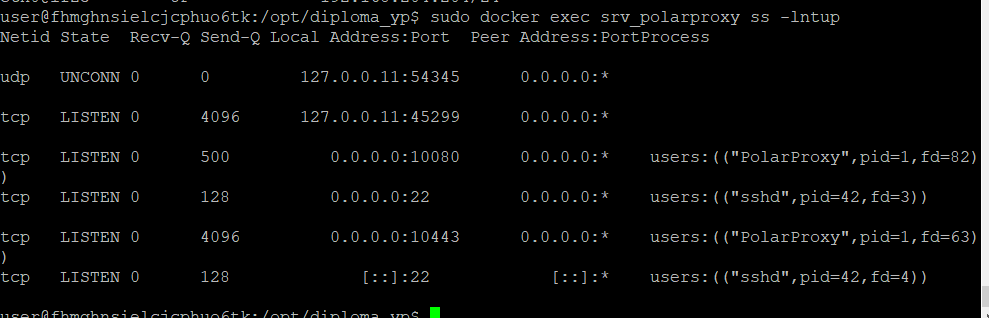 user@fhmghnsielcjcphuo6tk:/opt/diploma_yp$ sudo docker exec srv_polarproxy ss -lntup
Netid State  Recv-Q Send-Q Local Address:Port  Peer Address:PortProcess
udp   UNCONN 0      0         127.0.0.11:54345      0.0.0.0:*
tcp   LISTEN 0      4096      127.0.0.11:45299      0.0.0.0:*
tcp   LISTEN 0      500          0.0.0.0:10080      0.0.0.0:*    users:(("PolarProxy",pid=1,fd=82)
)
tcp   LISTEN 0      128          0.0.0.0:22         0.0.0.0:*    users:(("sshd",pid=42,fd=3))
tcp   LISTEN 0      4096         0.0.0.0:10443      0.0.0.0:*    users:(("PolarProxy",pid=1,fd=63)
)
tcp   LISTEN 0      128             [::]:22            [::]:*    users:(("sshd",pid=42,fd=4))
user@fhmghnsielcjcphuo6tk:/opt/diploma_yp$